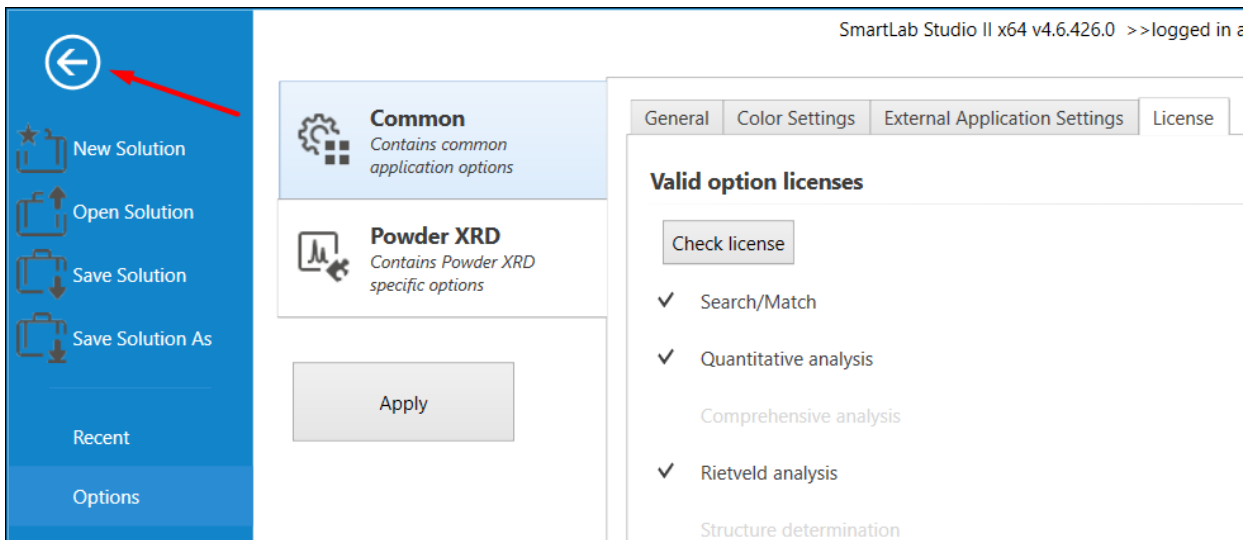 SmartLab Studio II x64 v4.6.426.0 >>logged in a
New Solution
Open Solution
Save Solution
Save Solution As
Recent
Options
Common
Contains common
application options
Powder XRD
Contains Powder XRD
specific options
Apply
General
Color Settings
External Application Settings
License
Valid option licenses
Check license
Search/Match
Quantitative analysis
Comprehensive analysis
Rietveld analysis
Structure determination